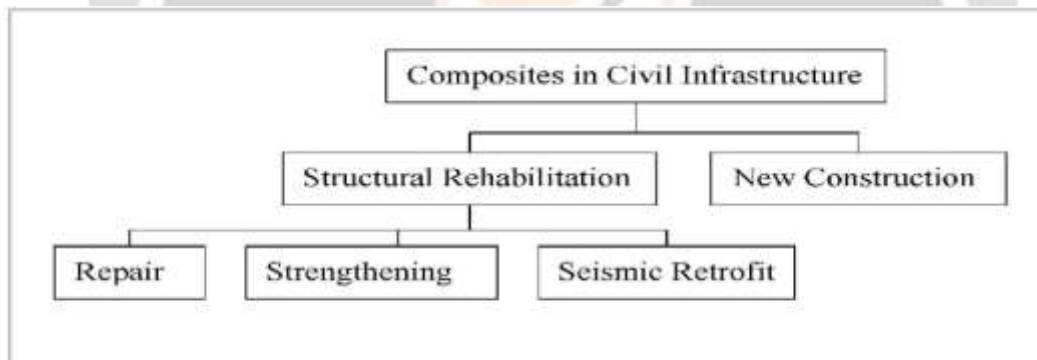 Composites in Civil Infrastructure
Structural Rehabilitation
New Construction
Repair
Strengthening
Seismic Retrofit